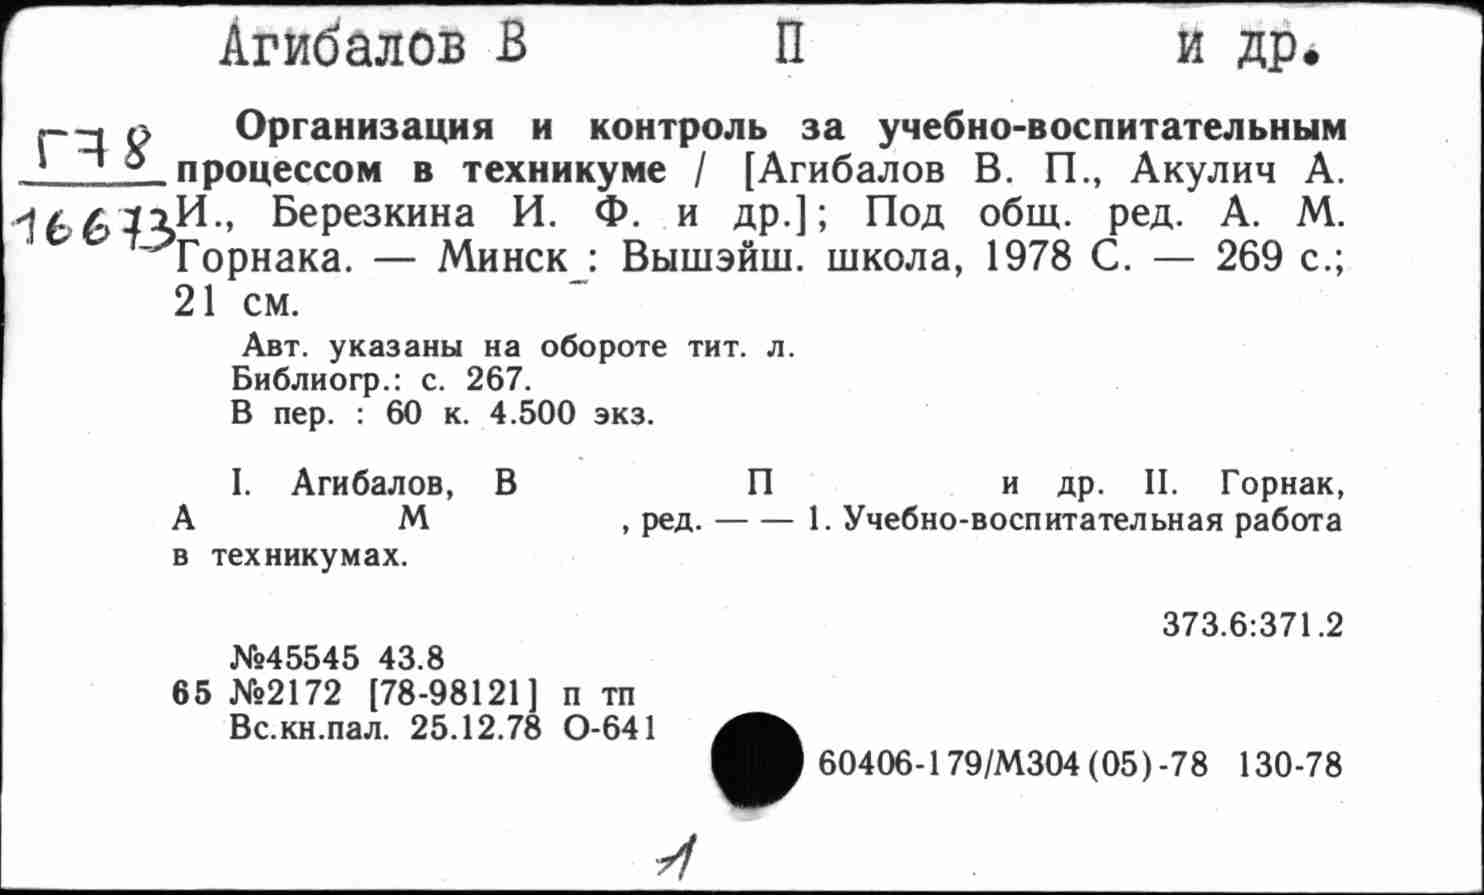 Агибалов В П и др.
Г78
16673
Организация и контроль за учебно-воспитательным
процессом в техникуме / [Агибалов В. П., Акулич А.
И., Березкина И. Ф. и др.]; Под общ. ред. А. М.
Горнака. — Минск : Вышэйш. школа, 1978 С. — 269 с.;
21 см.
Авт. указаны на обороте тит. л.
Библиогр.: с. 267.
В пер. : 60 к. 4.500 экз.
I. Агибалов, В П и др. II. Горнак,
А М , ред. — — 1. Учебно-воспитательная работа
в техникумах.
373.6:371.2
№45545 43.8
65 №2172 [78-98121] п тп
Вс.кн.пал. 25.12.78 О-641
60406-179/М304(05)-78 130-78
1